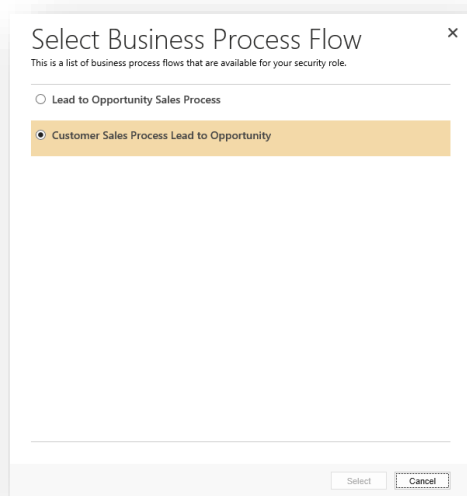 Select Business Process Flow
This is a list of business process flows that are available for your security role.
Lead to Opportunity Sales Process
Customer Sales Process Lead to Opportunity
Select Cancel